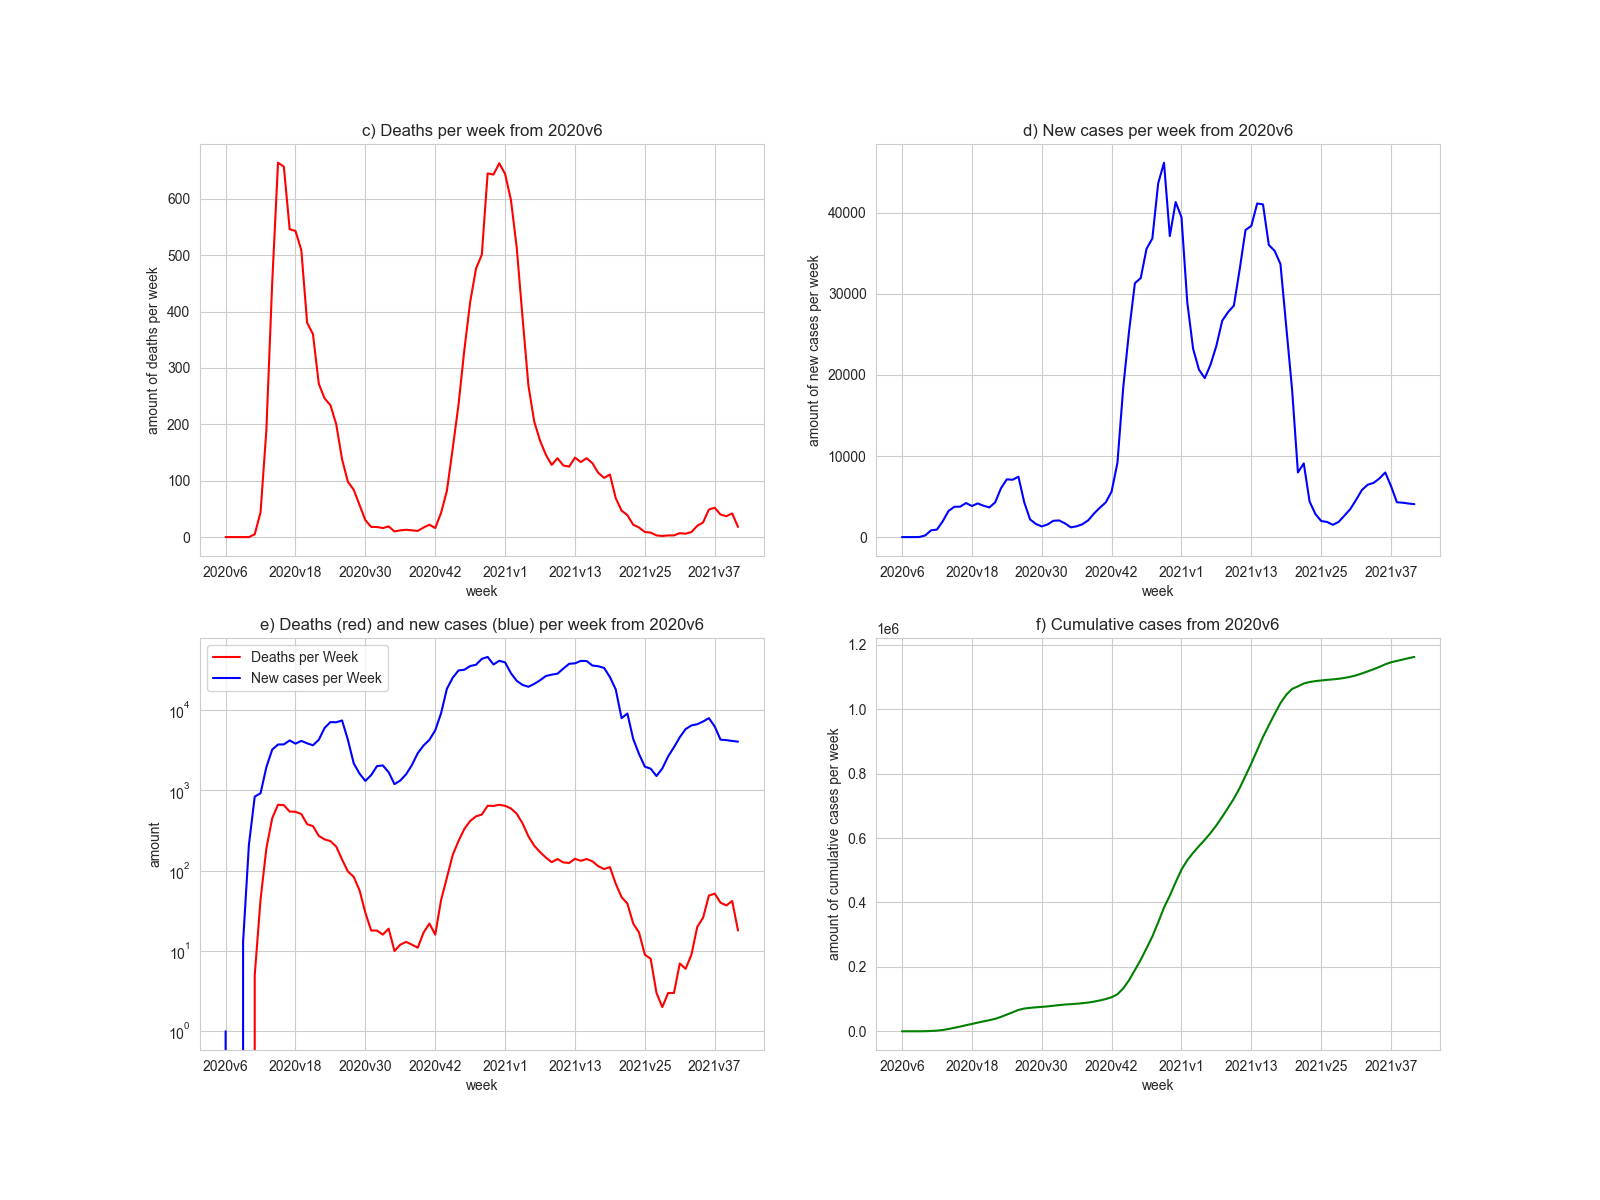 c) Deaths per week from 2020v6
amount of deaths per week
600
500
400
300
200
100
0
2020v6 2020v18 2020v30 2020v42 2021v1 2021v13 2021v25 2021v37
week
d) New cases per week from 2020v6
amount of new cases per week
40000
30000
20000
10000
0
2020v6 2020v18 2020v30 2020v42 2021v1 2021v13 2021v25 2021v37
week
e) Deaths (red) and new cases (blue) per week from 2020v6
Deaths per Week
New cases per Week
amount
10^4
10^3
10^2
10^1
10^0
2020v6 2020v18 2020v30 2020v42 2021v1 2021v13 2021v25 2021v37
week
f) Cumulative cases from 2020v6
1e6
amount of cumulative cases per week
1.2
1.0
0.8
0.6
0.4
0.2
0.0
2020v6 2020v18 2020v30 2020v42 2021v1 2021v13 2021v25 2021v37
week